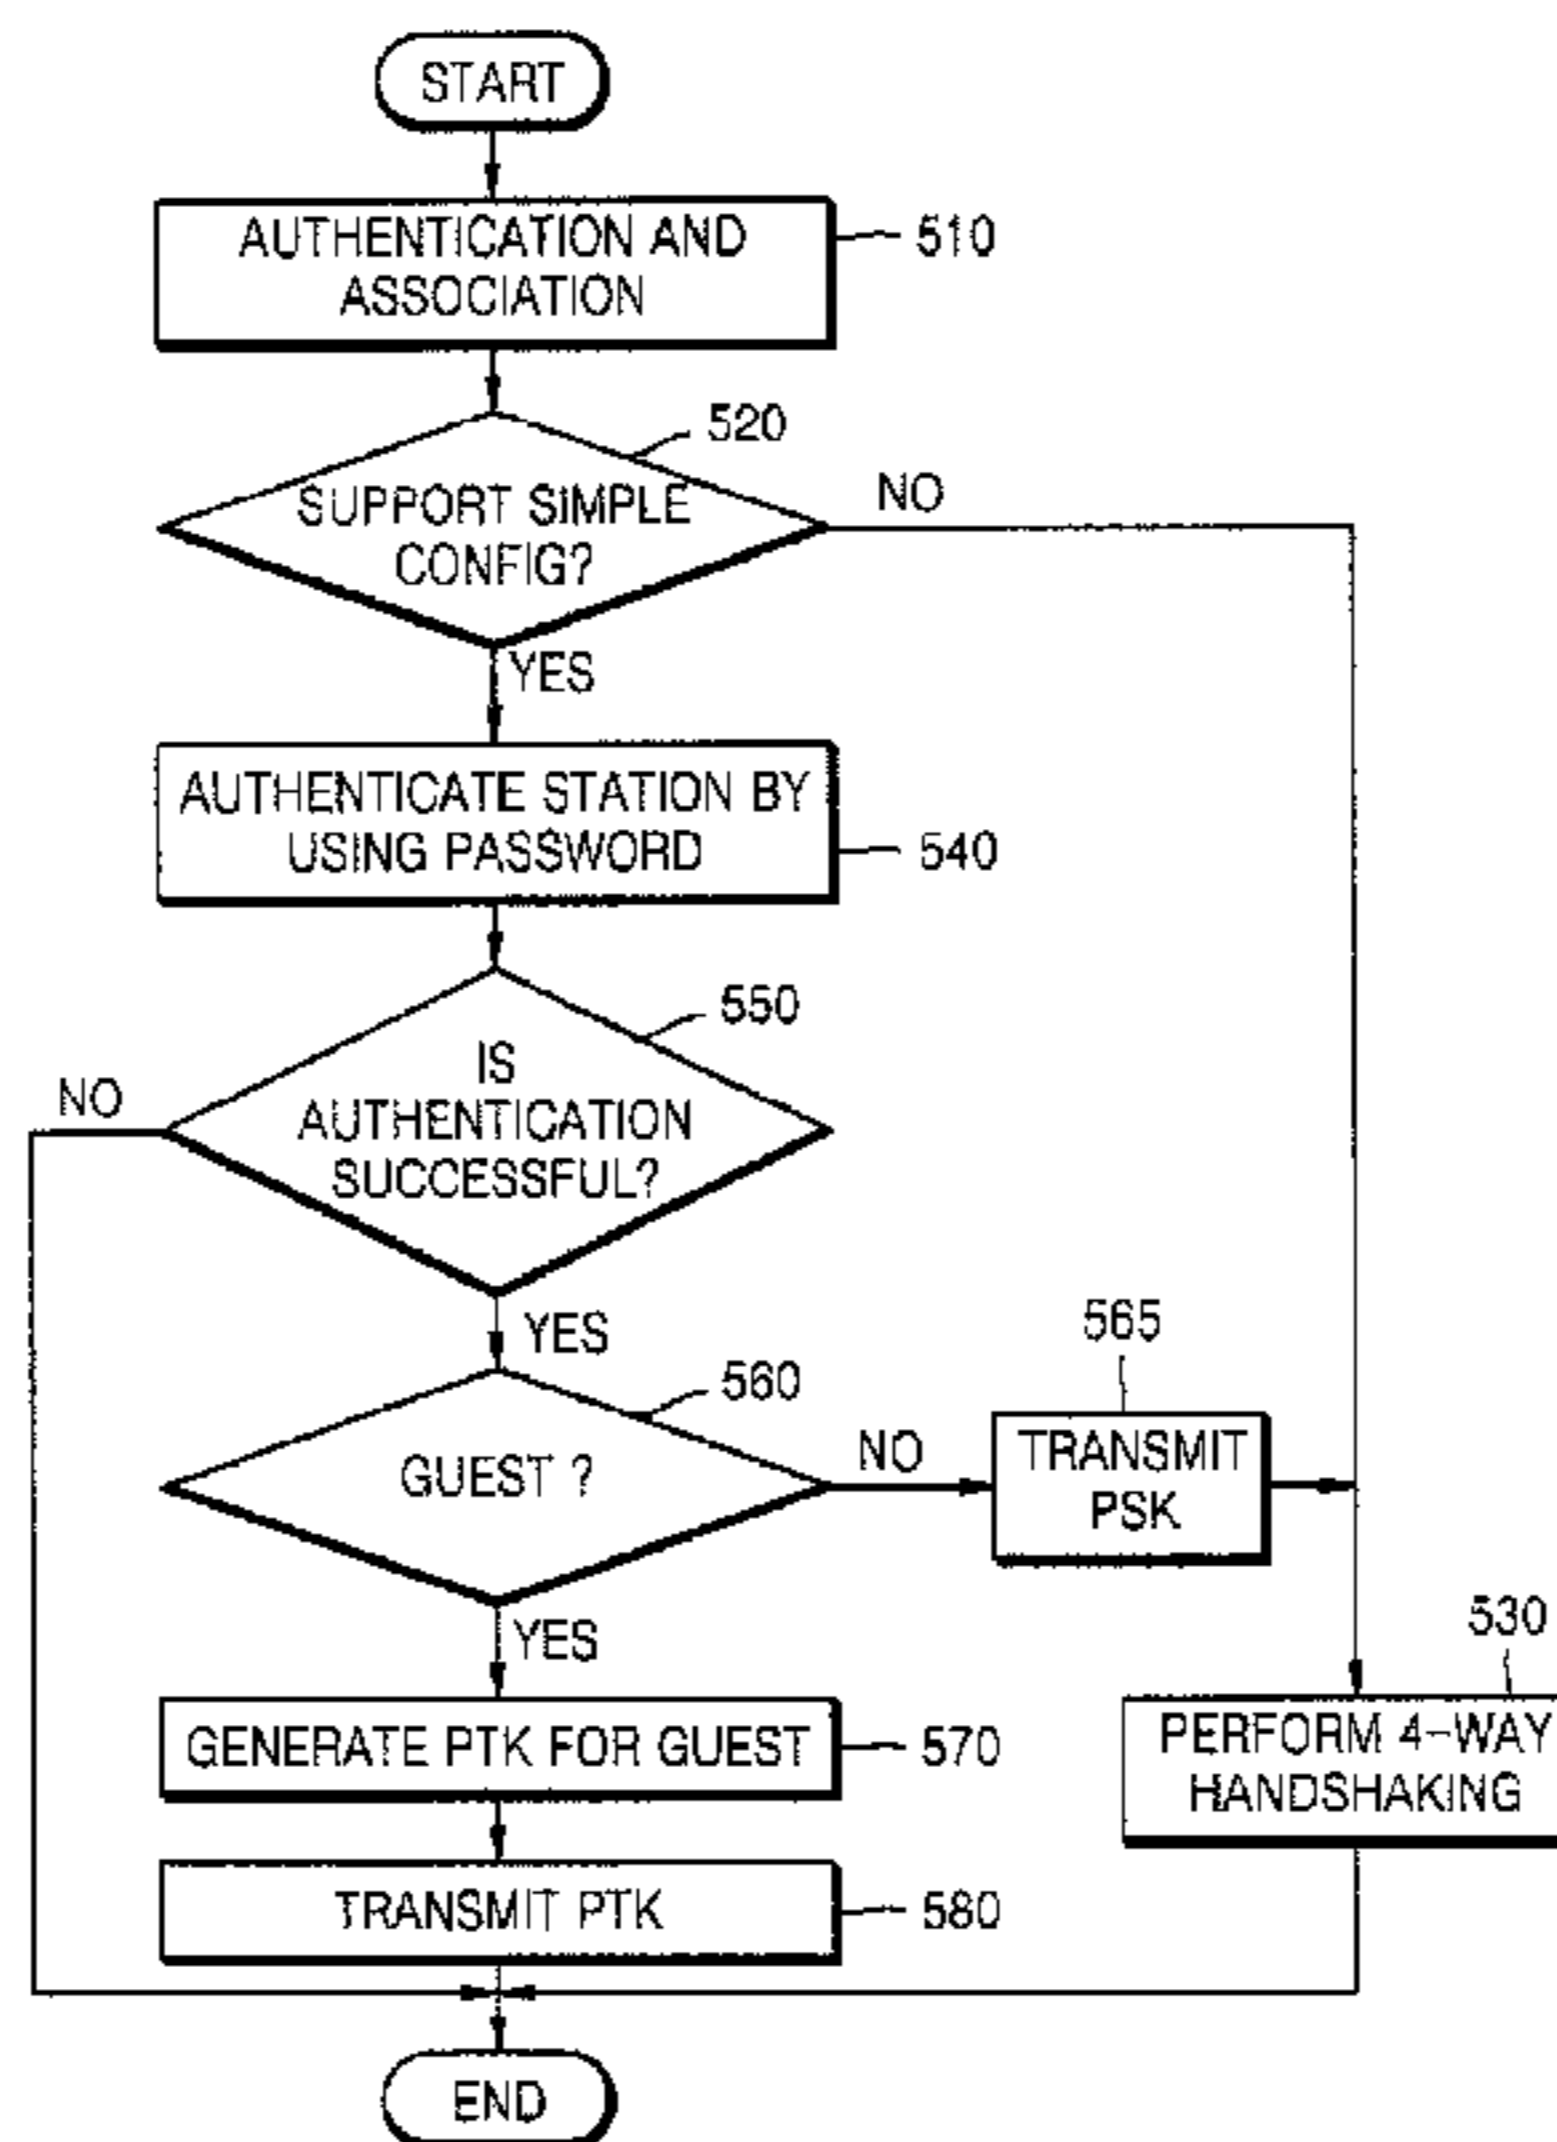 START
AUTHENTICATION AND
ASSOCIATION
510
520
SUPPORT SIMPLE
CONFIG?
NO
YES
AUTHENTICATE STATION BY
USING PASSWORD
540
550
IS
AUTHENTICATION
SUCCESSFUL?
NO
YES
560
GUEST ?
NO
565
TRANSMIT
PSK
YES
530
PERFORM 4-WAY
HANDSHAKING
GENERATE PTK FOR GUEST
570
TRANSMIT PTK
580
END